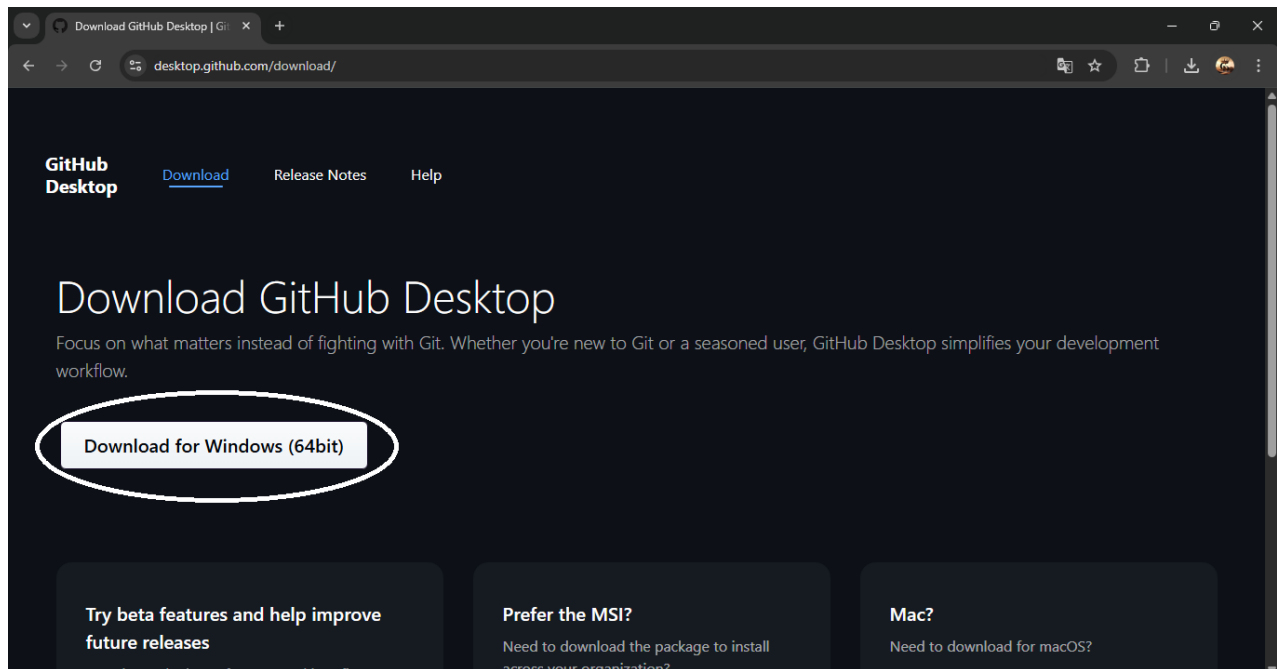 Download GitHub Desktop | Git
desktop.github.com/download/
GitHub
Desktop
Download
Release Notes
Help
Download GitHub Desktop
Focus on what matters instead of fighting with Git. Whether you're new to Git or a seasoned user, GitHub Desktop simplifies your development
workflow.
Download for Windows (64bit)
Try beta features and help improve
future releases
Prefer the MSI?
Need to download the package to install
across your organization?
Mac?
Need to download for macOS?